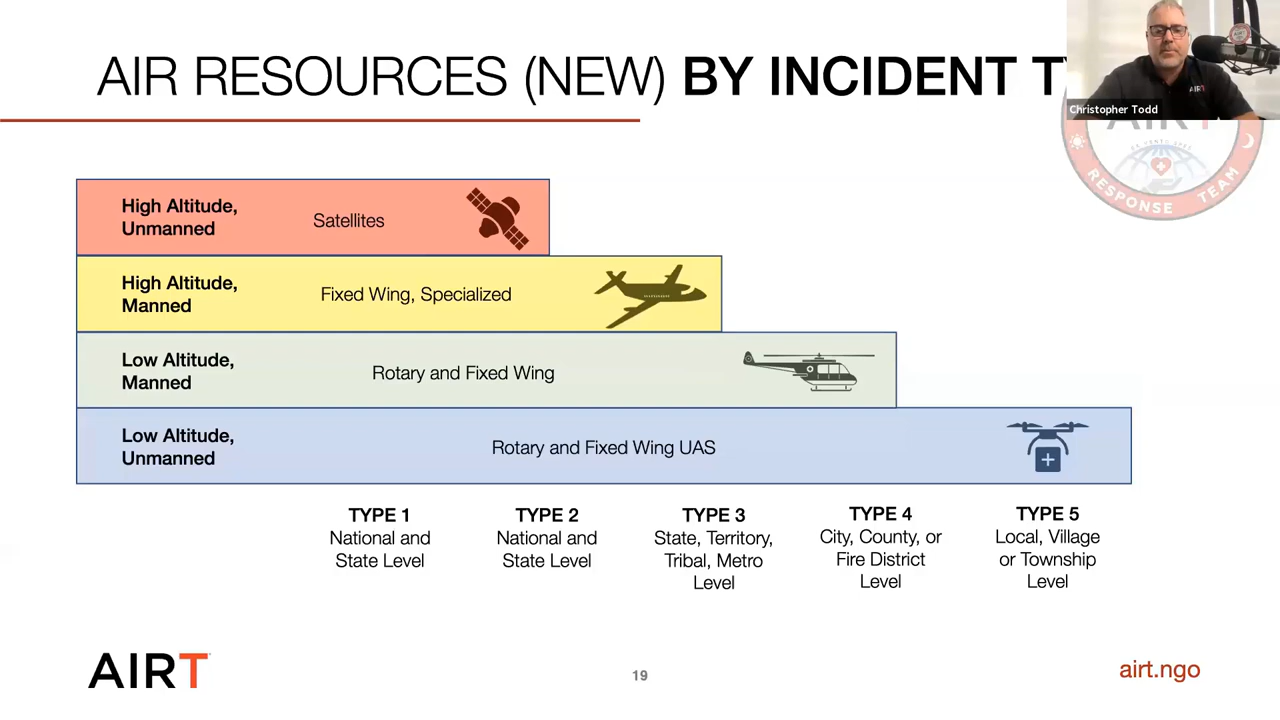 AIR RESOURCES (NEW) BY INCIDENT
Christopher Todd
AIRT
RESPONSE TEAM
High Altitude,
Unmanned
Satellites
High Altitude,
Manned
Fixed Wing, Specialized
Low Altitude,
Manned
Rotary and Fixed Wing
Low Altitude,
Unmanned
Rotary and Fixed Wing UAS
TYPE 1
National and
State Level
TYPE 2
National and
State Level
TYPE 3
State, Territory,
Tribal, Metro
Level
TYPE 4
City, County, or
Fire District
Level
TYPE 5
Local, Village
or Township
Level
AIRT
19
airt.ngo